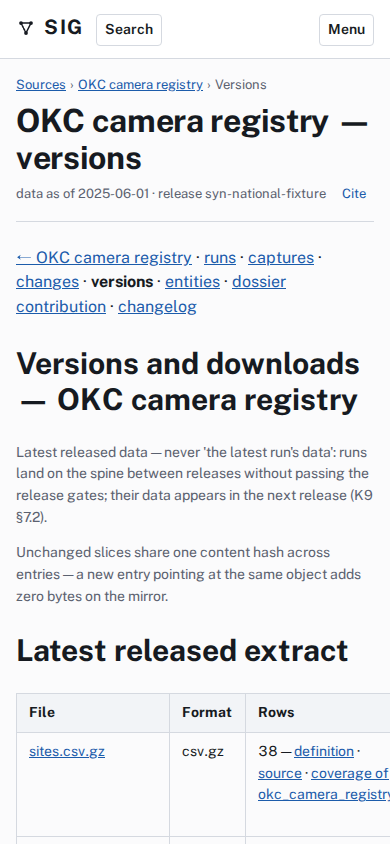 SIG Search Menu
Sources › OKC camera registry › Versions
OKC camera registry —
versions
data as of 2025-06-01 · release syn-national-fixture Cite
← OKC camera registry · runs · captures ·
changes · versions · entities · dossier
contribution · changelog
Versions and downloads
— OKC camera registry
Latest released data — never 'the latest run's data': runs
land on the spine between releases without passing the
release gates; their data appears in the next release (K9
§7.2).
Unchanged slices share one content hash across
entries — a new entry pointing at the same object adds
zero bytes on the mirror.
Latest released extract
File Format Rows
sites.csv.gz csv.gz 38 — definition ·
source · coverage of
okc_camera_registry